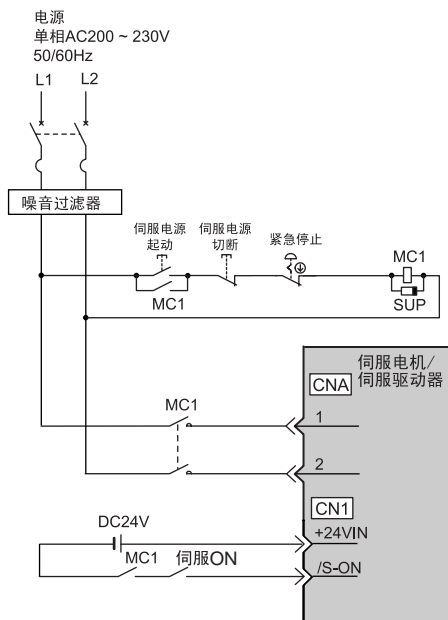 电源
单相AC200 ~ 230V
50/60Hz
L1 L2
噪音过滤器
伺服电源
起动
伺服电源
切断
紧急停止
MC1
MC1
SUP
伺服电机/
伺服驱动器
CNA
MC1
1
2
CN1
DC24V
+24VIN
MC1 伺服ON
/S-ON